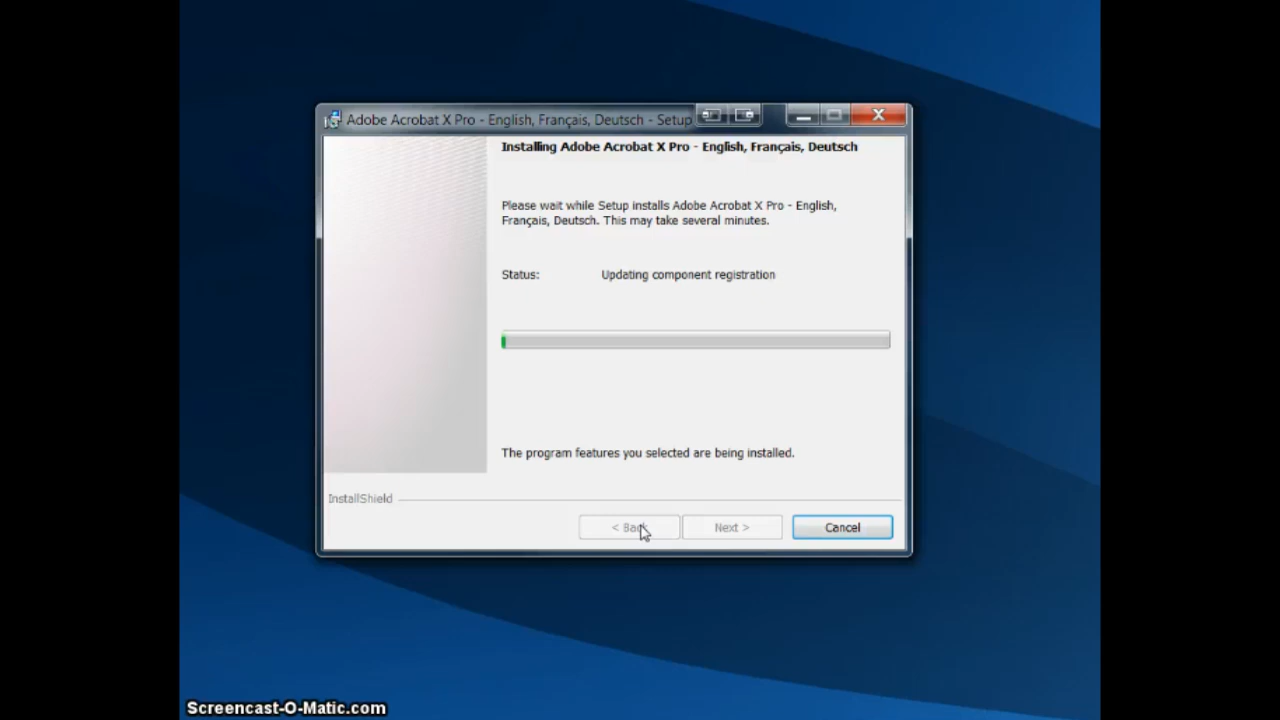 Adobe Acrobat X Pro - English, Français, Deutsch - Setup
Installing Adobe Acrobat X Pro - English, Français, Deutsch
Please wait while Setup installs Adobe Acrobat X Pro - English,
Français, Deutsch. This may take several minutes.
Status: Updating component registration
The program features you selected are being installed.
InstallShield
< Back Next > Cancel
Screencast-O-Matic.com